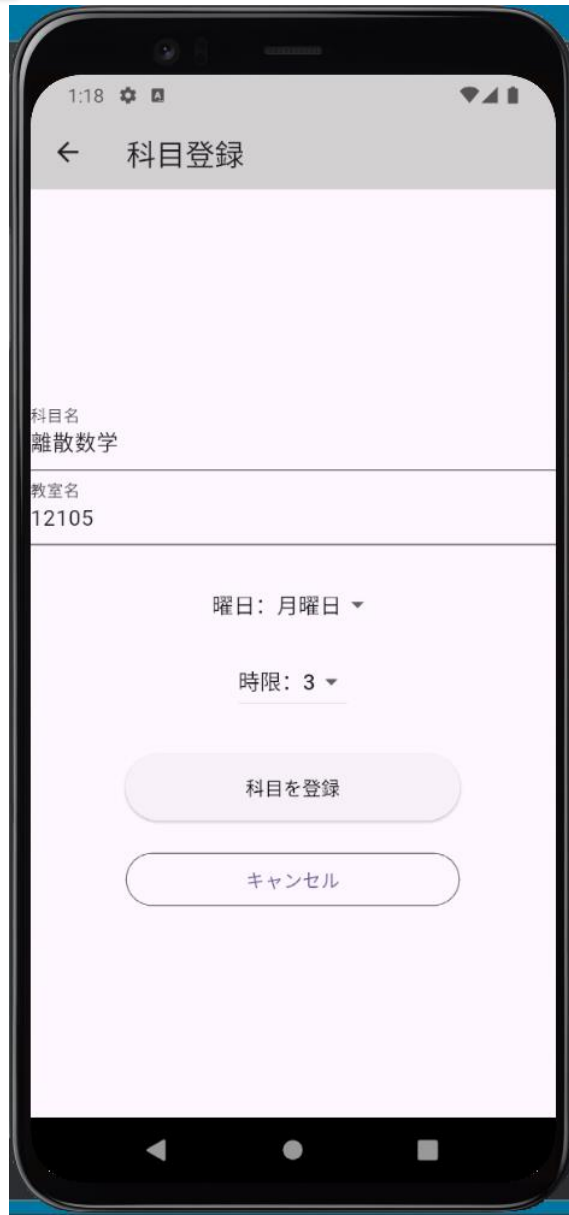 1:18
科目登録
科目名
離散数学
教室名
12105
曜日: 月曜日
時限: 3
科目を登録
キャンセル